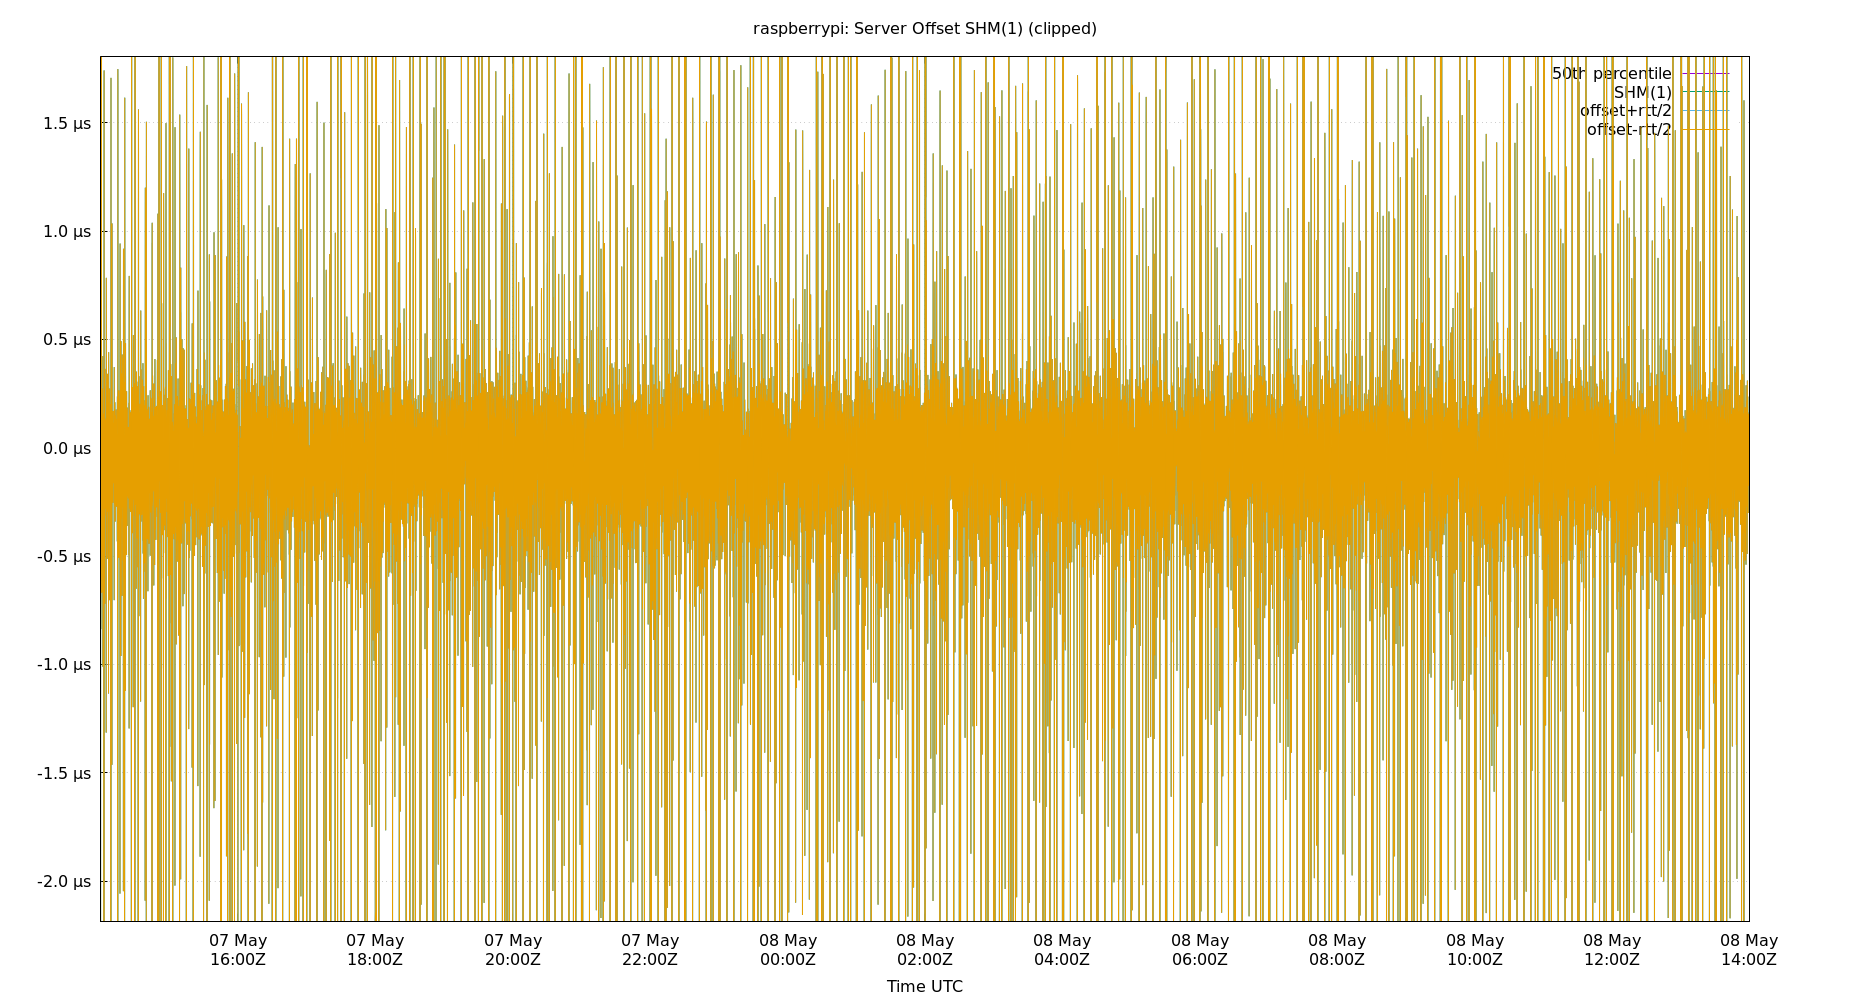 raspberrypi: Server Offset SHM(1) (clipped)
50th percentile
SHM(1)
offset+rtt/2
offset-rtt/2
1.5 µs
1.0 µs
0.5 µs
0.0 µs
-0.5 µs
-1.0 µs
-1.5 µs
-2.0 µs
07 May 07 May 07 May 07 May 08 May 08 May 08 May 08 May 08 May 08 May 08 May 08 May
16:00Z 18:00Z 20:00Z 22:00Z 00:00Z 02:00Z 04:00Z 06:00Z 08:00Z 10:00Z 12:00Z 14:00Z
Time UTC